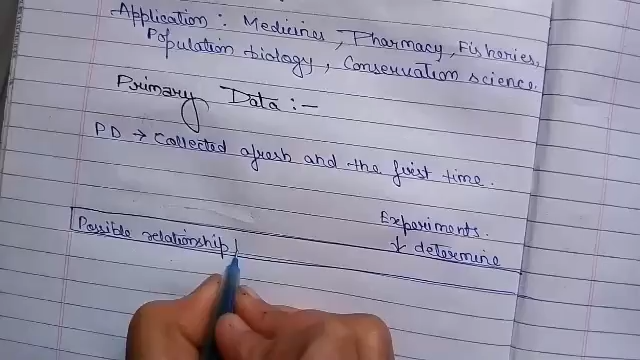 Application : Medicines, Pharmacy, Fisheries,
Population biology, Conservation science.
Primary Data :-
PD → Collected afresh and the first time.
Experiments.
↓ determine
Possible relationship